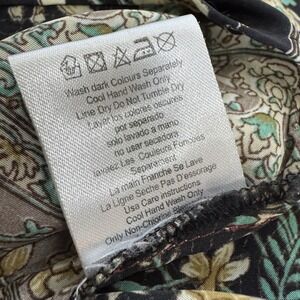 Wash dark Colours Separately
Cool Hand Wash Only
Line Dry Do Not Tumble Dry
Lavar los colores oscuros
por separado
solo lavado a mano
no usar secadora
Lavez Les Couleurs Foncées
Séparement
La main Franche Se Lave
La Ligne Sèche Pas D'essorage
Use Care instructions
Cool Hand Wash Only
Only Non-Chlorine Bleach